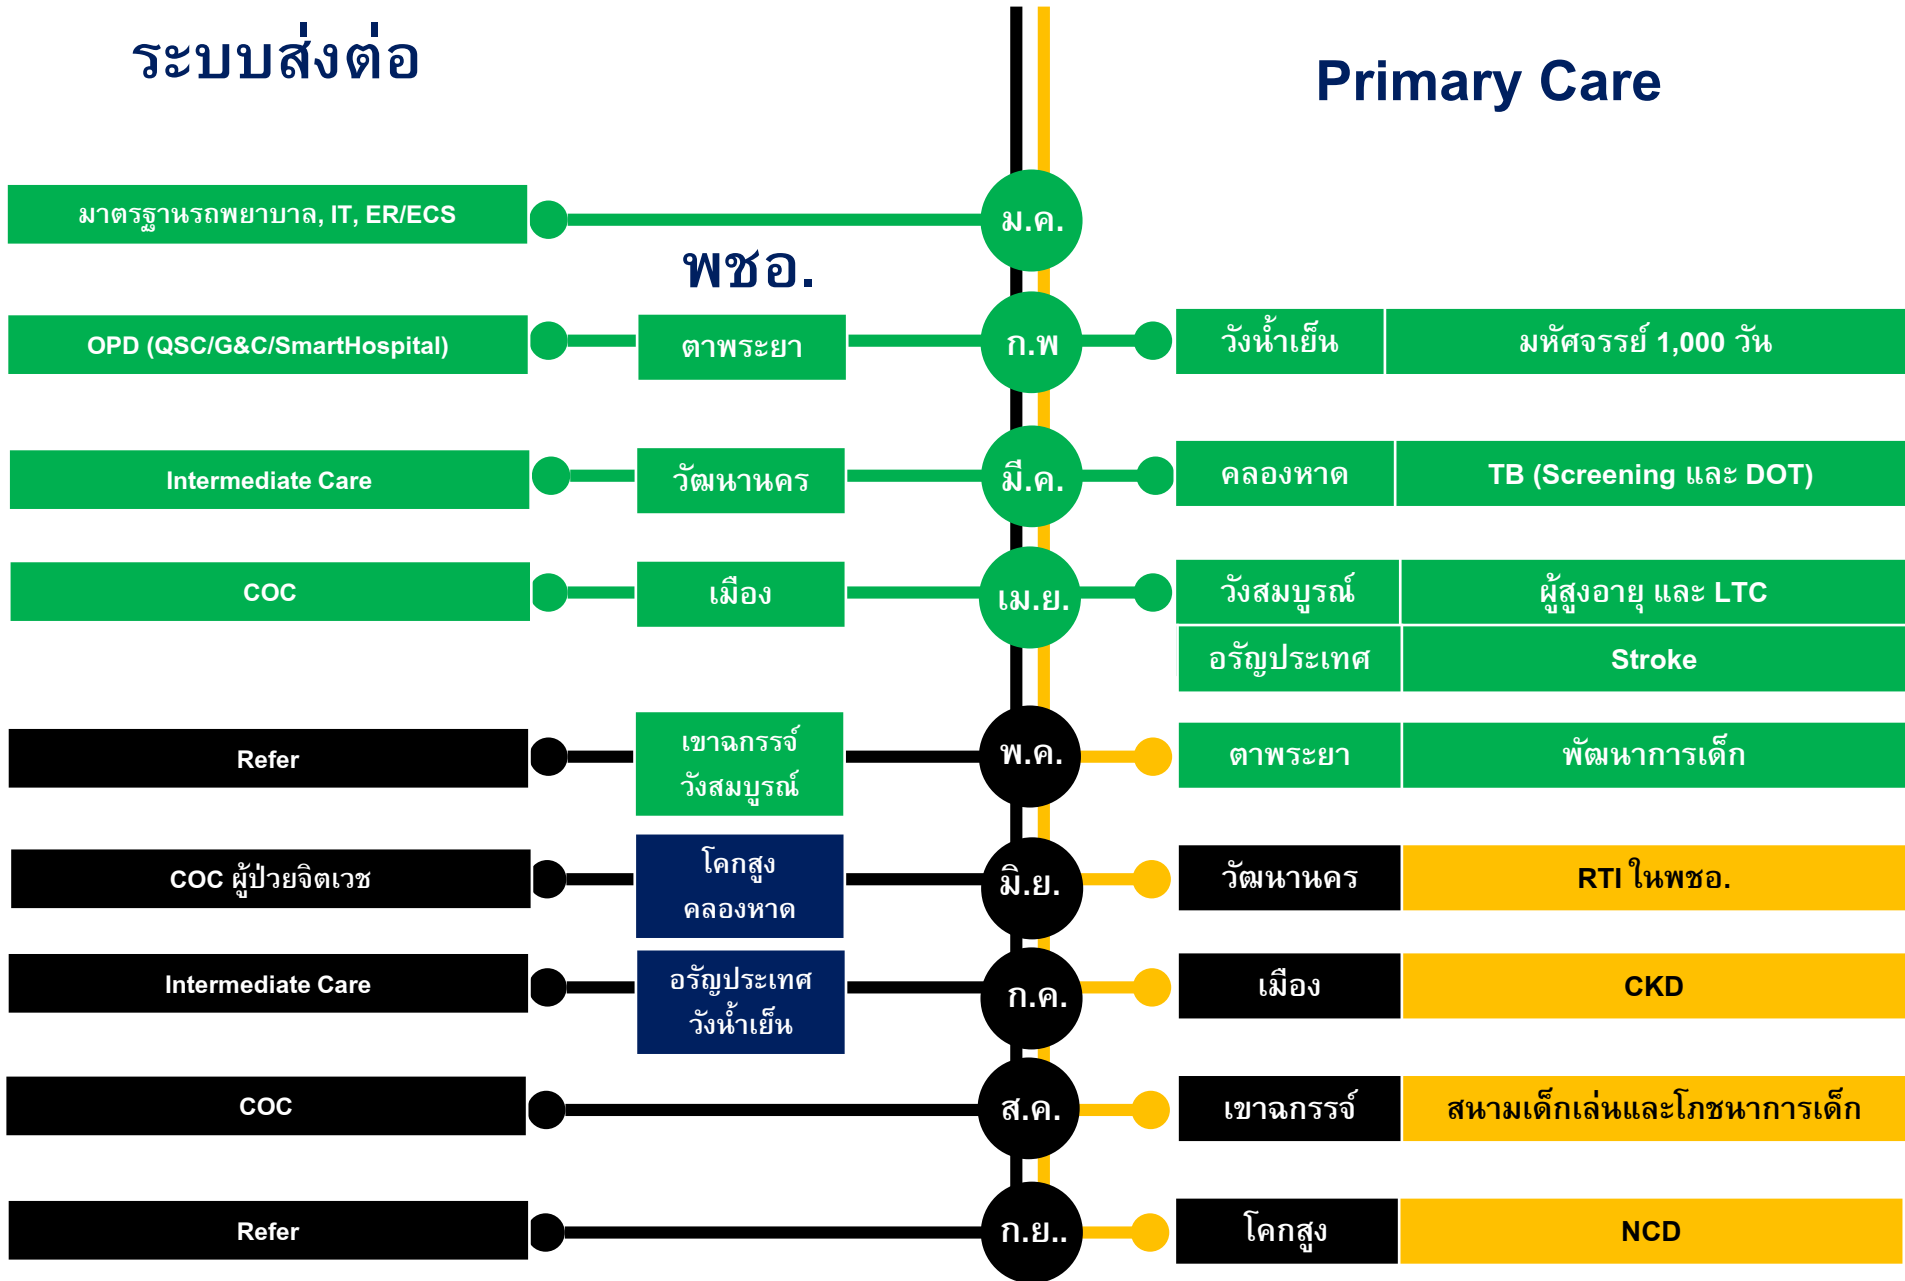 ระบบส่งต่อ
Primary Care
มาตรฐานรถพยาบาล, IT, ER/ECS
ม.ค.
พชอ.
OPD (QSC/G&C/SmartHospital)
ตาพระยา
ก.พ
วังน้ำเย็น
มหัศจรรย์ 1,000 วัน
Intermediate Care
วัฒนานคร
มี.ค.
คลองหาด
TB (Screening และ DOT)
COC
เมือง
เม.ย.
วังสมบูรณ์
ผู้สูงอายุ และ LTC
อรัญประเทศ
Stroke
Refer
เขาฉกรรจ์
วังสมบูรณ์
พ.ค.
ตาพระยา
พัฒนาการเด็ก
COC ผู้ป่วยจิตเวช
โคกสูง
คลองหาด
มิ.ย.
วัฒนานคร
RTI ในพชอ.
Intermediate Care
อรัญประเทศ
วังน้ำเย็น
ก.ค.
เมือง
CKD
COC
ส.ค.
เขาฉกรรจ์
สนามเด็กเล่นและโภชนาการเด็ก
Refer
ก.ย..
โคกสูง
NCD